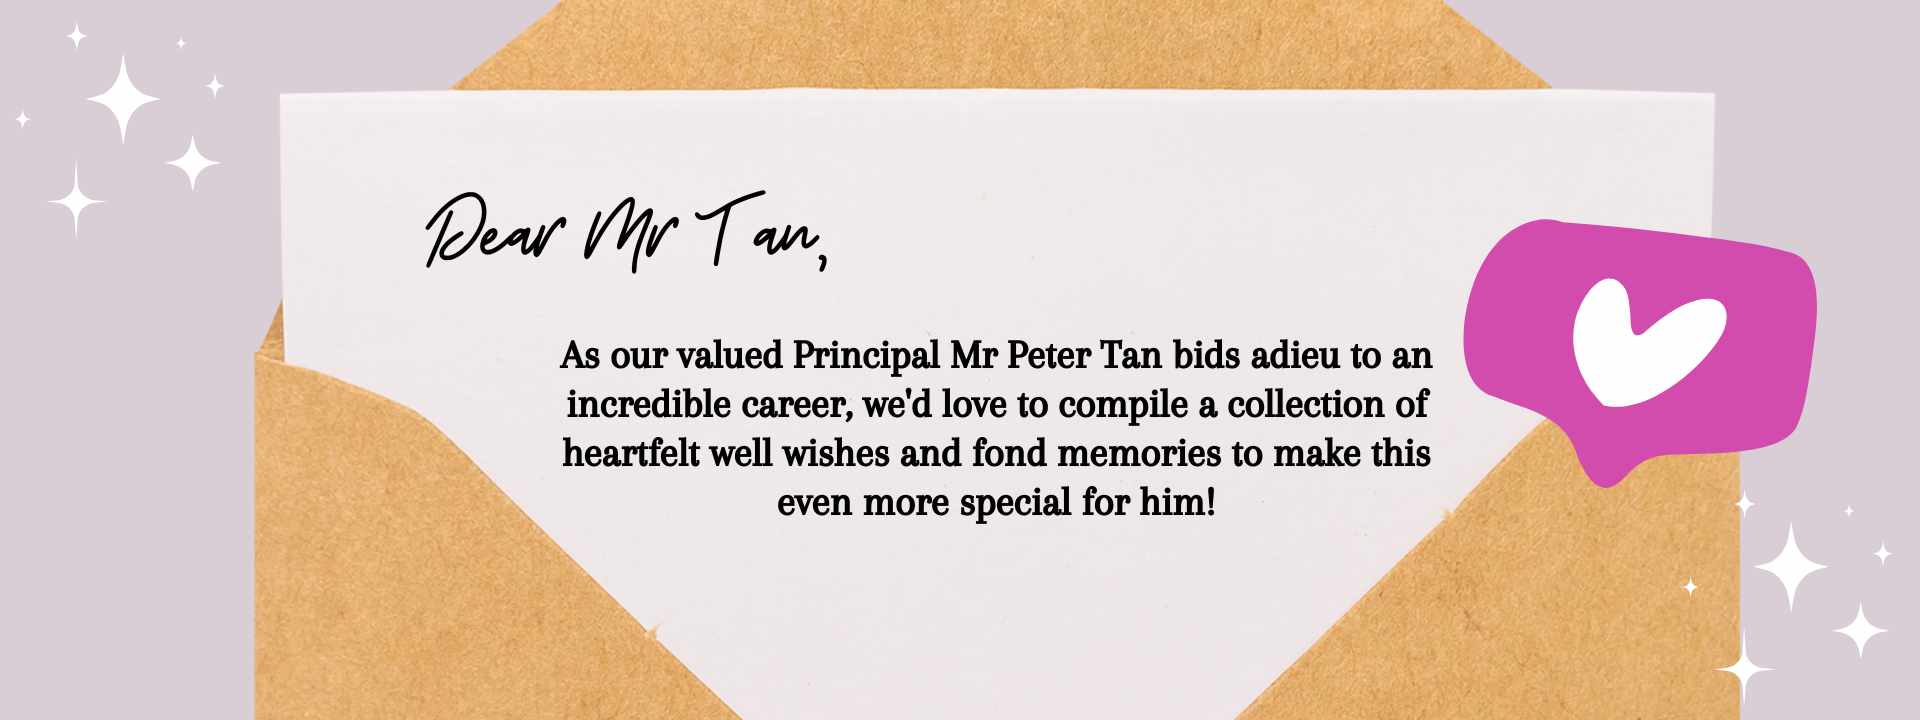 Dear Mr Tan,
As our valued Principal Mr Peter Tan bids adieu to an
incredible career, we'd love to compile a collection of
heartfelt well wishes and fond memories to make this
even more special for him!